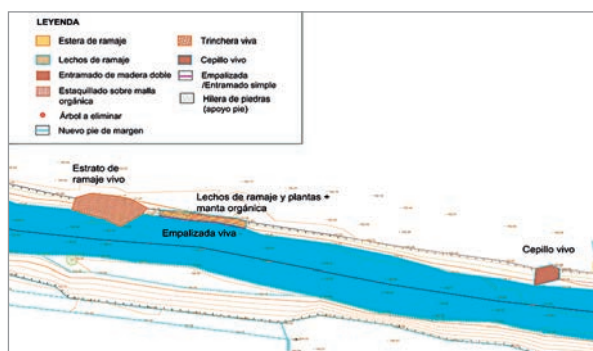 LEYENDA
Estera de ramaje
Lechos de ramaje
Entramado de madera doble
Estaquillado sobre malla
orgánica
Árbol a eliminar
Nuevo pie de margen
Trinchera viva
Cepillo vivo
Empalizada
/Entramado simple
Hilera de piedras
(apoyo pie)
Estrato de
ramaje vivo
Lechos de ramaje y plantas +
manta orgánica
Empalizada viva
Cepillo vivo